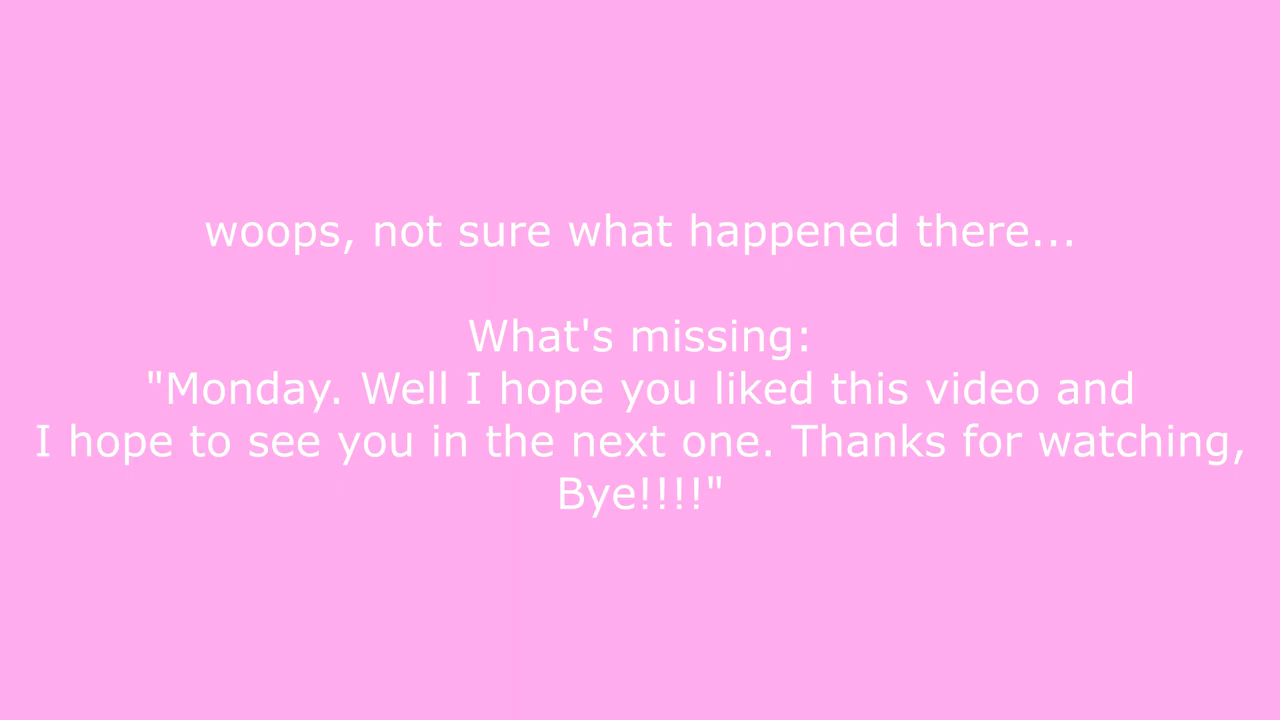 woops, not sure what happened there...
What's missing:
"Monday. Well I hope you liked this video and
I hope to see you in the next one. Thanks for watching,
Bye!!!!"